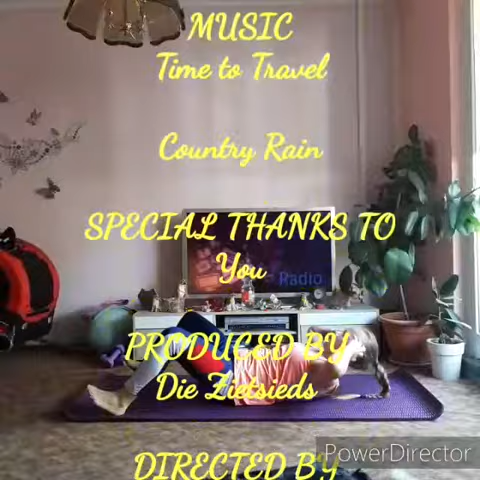 MUSIC
Time to Travel
Country Rain
SPECIAL THANKS TO
You
Radio
PRODUCED BY
Die Zietsieds
PowerDirector
DIRECTED BY